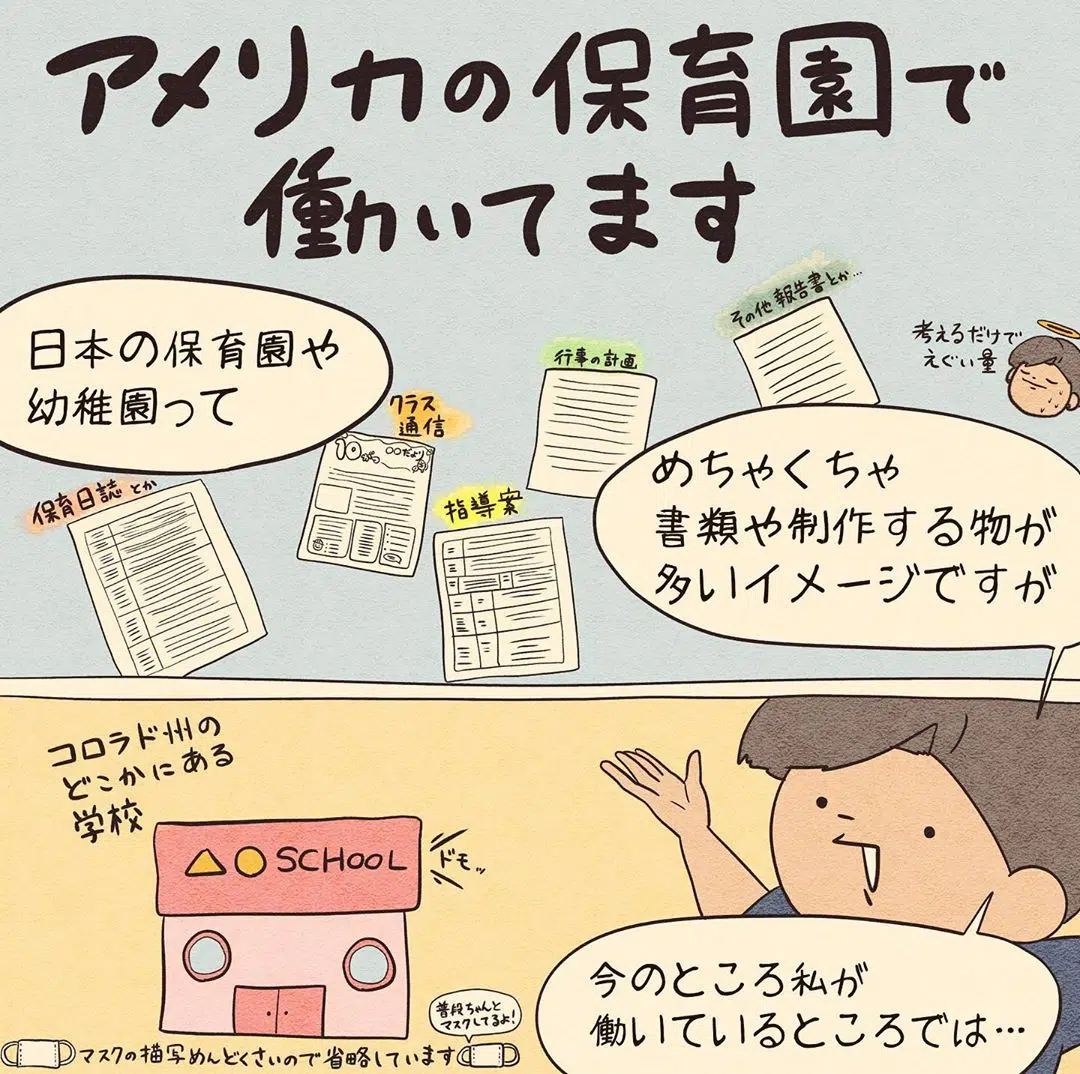 アメリカの保育園で
働いてます
日本の保育園や
幼稚園って
保育日誌とか
クラス
通信
10がつ
○○だより
指導案
行事の計画
その他報告書とか…
考えるだけで
えぐい量
めちゃくちゃ
書類や制作する物が
多いイメージですが
コロラド州の
どこかにある
学校
△○SCHOOL
ドモッ
今のところ私が
働いているところでは…
普段ちゃんと
マスクしてるよ!
マスクの描写めんどくさいので省略しています